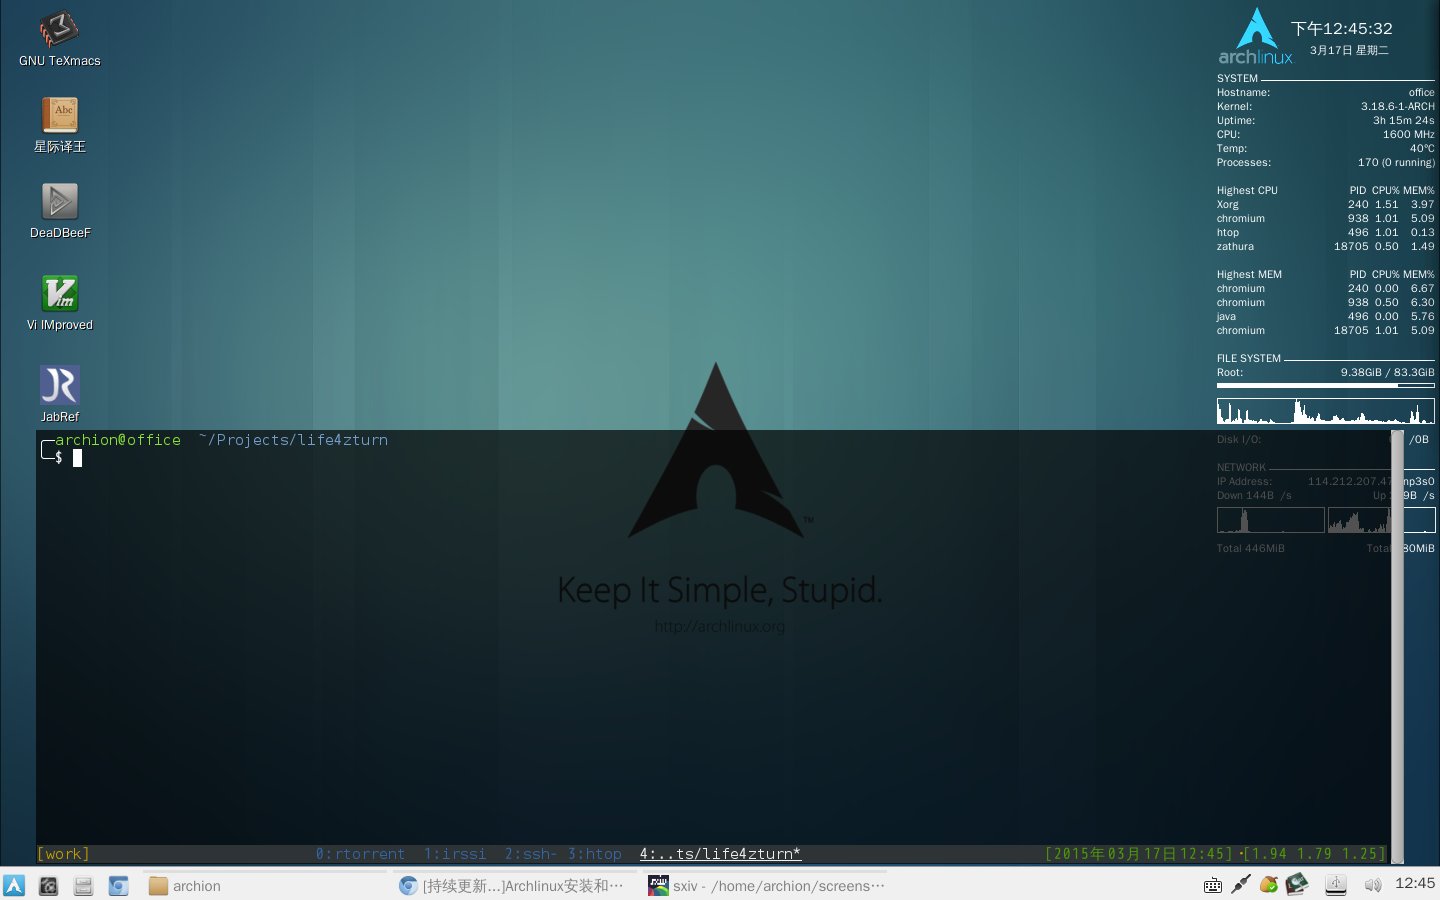 GNU TeXmacs
Abc
星际译王
DeaDBeeF
Vim
Vi IMproved
JR
JabRef
archlinux
下午12:45:32
3月17日 星期二
SYSTEM
Hostname: office
Kernel: 3.18.6-1-ARCH
Uptime: 3h 15m 24s
CPU: 1600 MHz
Temp: 40°C
Processes: 170 (0 running)
Highest CPU PID CPU% MEM%
Xorg 240 1.51 3.97
chromium 938 1.01 5.09
htop 496 1.01 0.13
zathura 18705 0.50 1.49
Highest MEM PID CPU% MEM%
chromium 240 0.00 6.67
chromium 938 0.50 6.30
java 496 0.00 5.76
chromium 18705 1.01 5.09
FILE SYSTEM
Root: 9.38GiB / 83.3GiB
Disk I/O: /0B
NETWORK
IP Address: 114.212.207.47 np3s0
Down 144B /s Up 9B /s
Total 446MiB Total 80MiB
archion@office ~/Projects/life4zturn
$
TM
Keep It Simple, Stupid.
http://archlinux.org
[work] 0:rtorrent 1:irssi 2:ssh- 3:htop 4:..ts/life4zturn* [2015年03月17日12:45]·[1.94 1.79 1.25]
archion
[持续更新...]Archlinux安装和···
sxiv - /home/archion/screens···
12:45